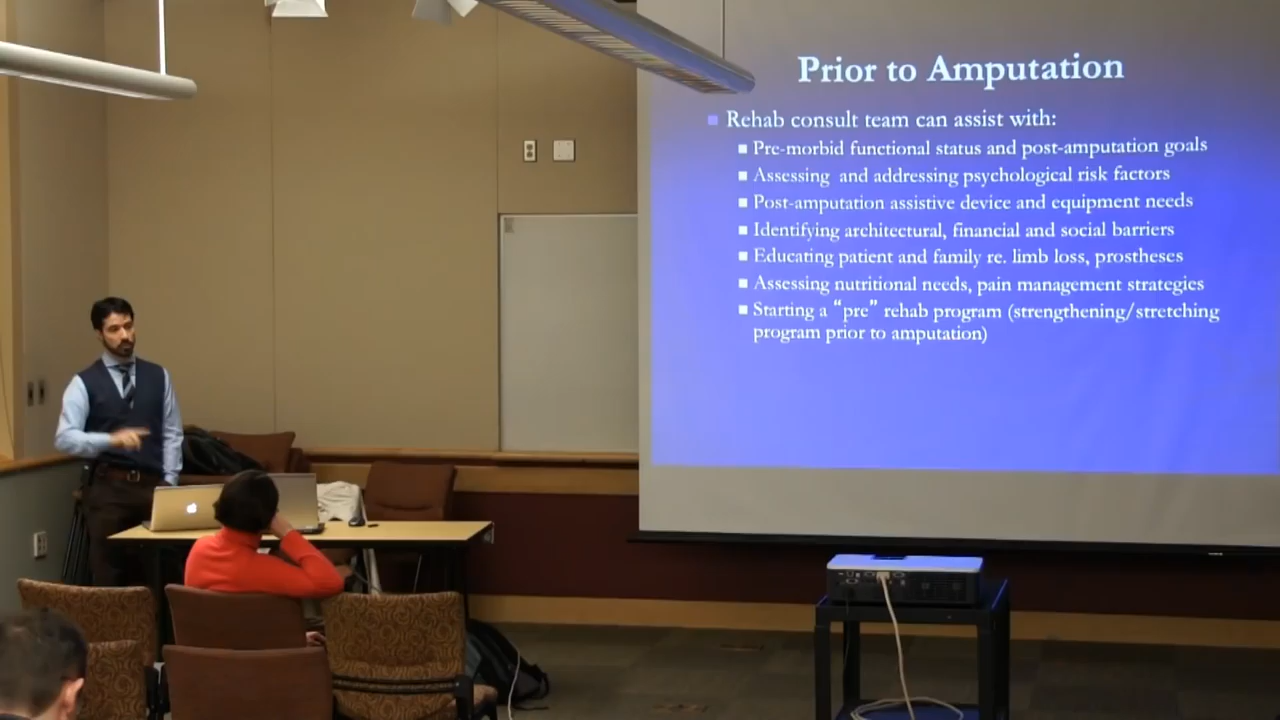 Prior to Amputation
Rehab consult team can assist with:
Pre-morbid functional status and post-amputation goals
Assessing and addressing psychological risk factors
Post-amputation assistive device and equipment needs
Identifying architectural, financial and social barriers
Educating patient and family re. limb loss, prostheses
Assessing nutritional needs, pain management strategies
Starting a “pre” rehab program (strengthening/stretching
program prior to amputation)